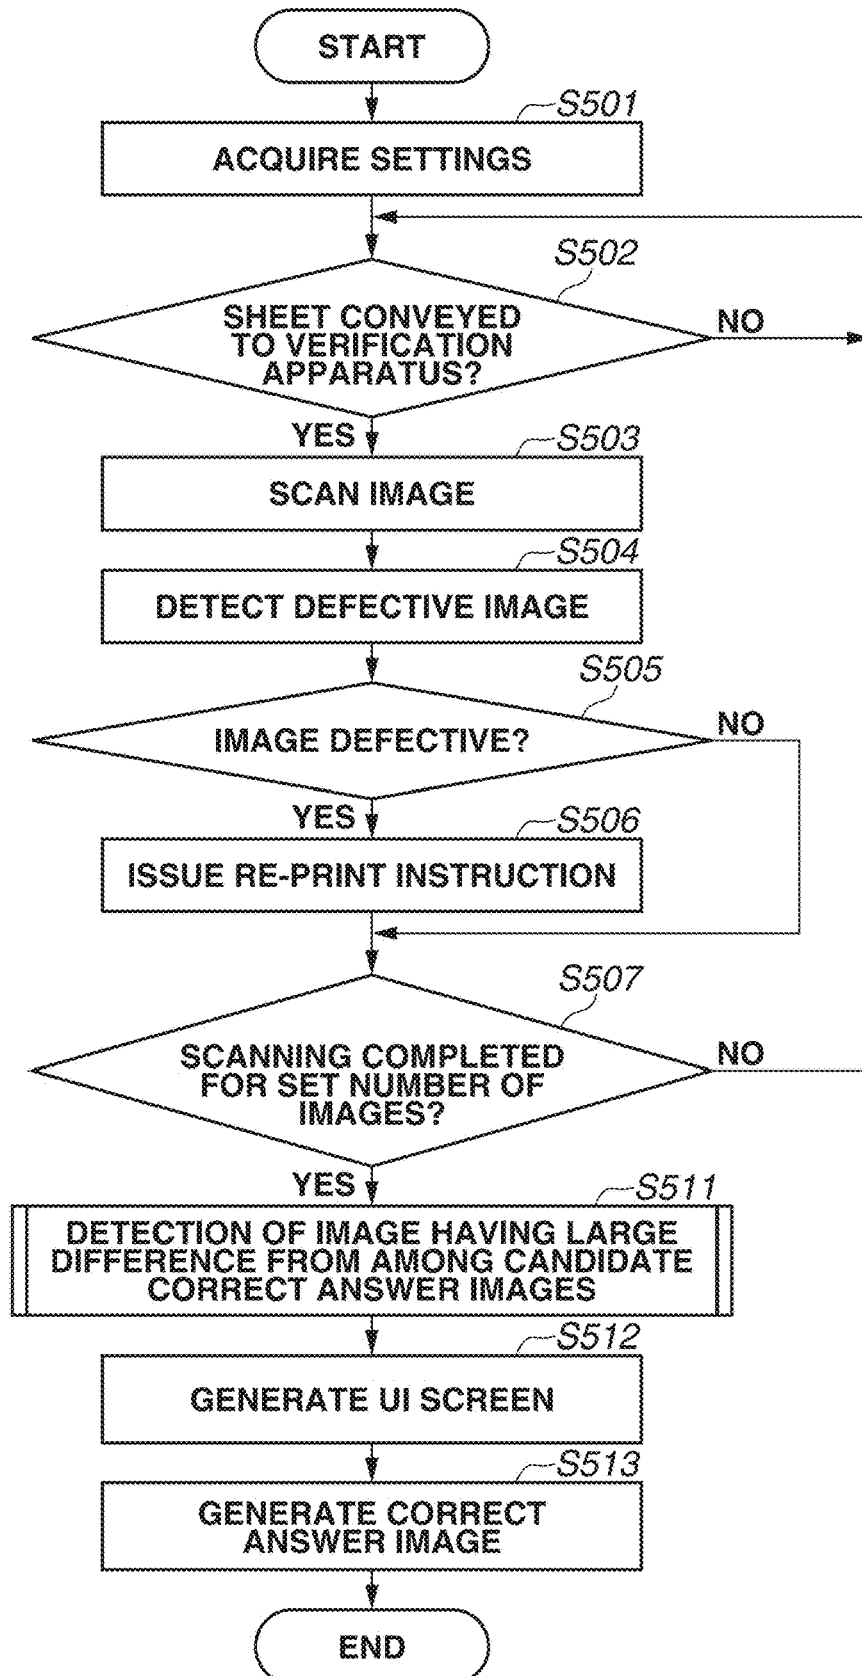 START
S501
ACQUIRE SETTINGS
S502
SHEET CONVEYED
TO VERIFICATION
APPARATUS?
NO
YES
S503
SCAN IMAGE
S504
DETECT DEFECTIVE IMAGE
S505
IMAGE DEFECTIVE?
NO
YES
S506
ISSUE RE-PRINT INSTRUCTION
S507
SCANNING COMPLETED
FOR SET NUMBER OF
IMAGES?
NO
YES
S511
DETECTION OF IMAGE HAVING LARGE
DIFFERENCE FROM AMONG CANDIDATE
CORRECT ANSWER IMAGES
S512
GENERATE UI SCREEN
S513
GENERATE CORRECT
ANSWER IMAGE
END